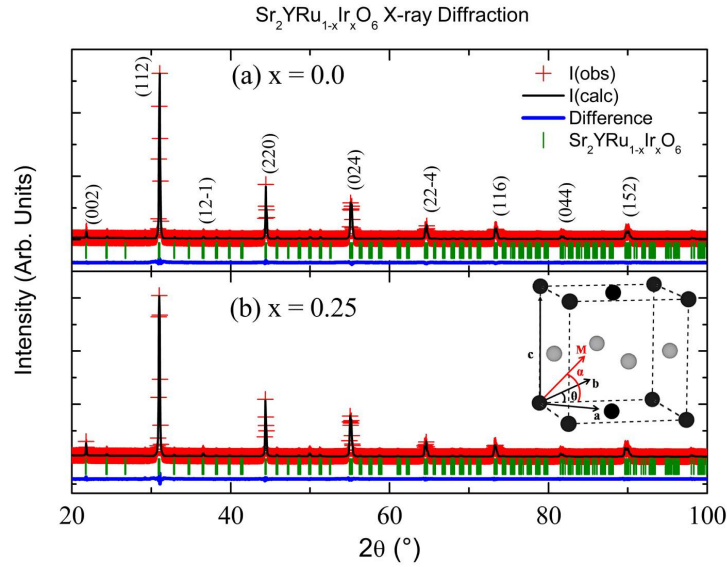 Sr₂YRu₁₋ₓIrₓO₆ X-ray Diffraction
(a) x = 0.0
I(obs)
I(calc)
Difference
Sr₂YRu₁₋ₓIrₓO₆
(002)
(112)
(12-1)
(220)
(024)
(22-4)
(116)
(044)
(152)
(b) x = 0.25
c
M
α
b
θ
a
Intensity (Arb. Units)
20 40 60 80 100
2θ (°)